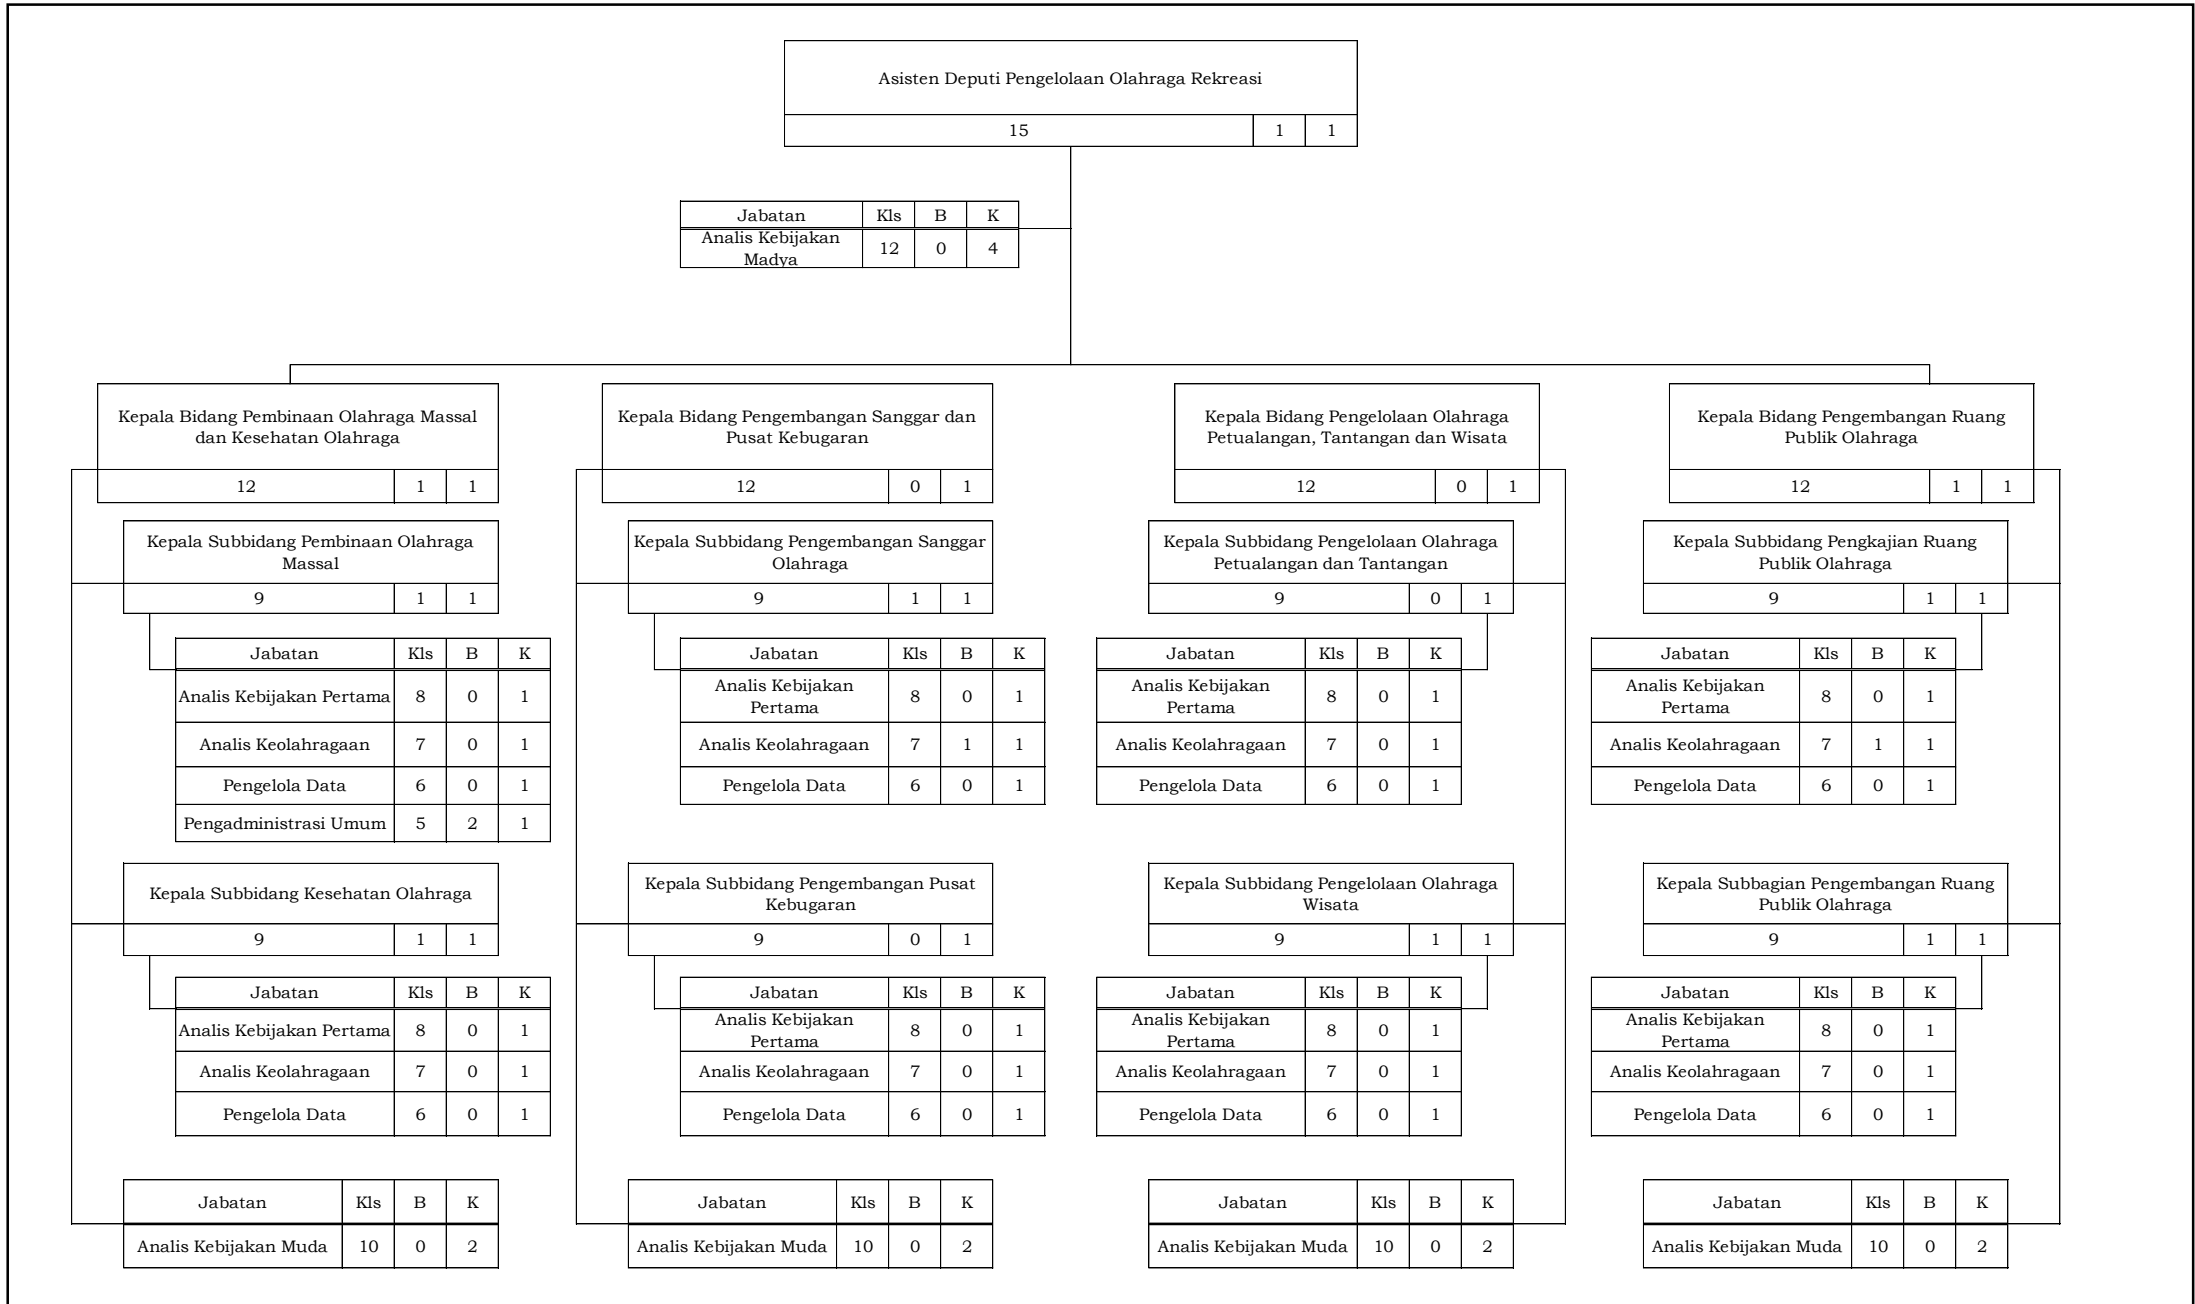 Asisten Deputi Pengelolaan Olahraga Rekreasi
15 1 1
Jabatan Kls B K
Analis Kebijakan
Madya
12 0 4
Kepala Bidang Pembinaan Olahraga Massal
dan Kesehatan Olahraga
12 1 1
Kepala Subbidang Pembinaan Olahraga
Massal
9 1 1
Jabatan Kls B K
Analis Kebijakan Pertama 8 0 1
Analis Keolahragaan 7 0 1
Pengelola Data 6 0 1
Pengadministrasi Umum 5 2 1
Kepala Subbidang Kesehatan Olahraga
9 1 1
Jabatan Kls B K
Analis Kebijakan Pertama 8 0 1
Analis Keolahragaan 7 0 1
Pengelola Data 6 0 1
Jabatan Kls B K
Analis Kebijakan Muda 10 0 2
Kepala Bidang Pengembangan Sanggar dan
Pusat Kebugaran
12 0 1
Kepala Subbidang Pengembangan Sanggar
Olahraga
9 1 1
Jabatan Kls B K
Analis Kebijakan
Pertama
8 0 1
Analis Keolahragaan 7 1 1
Pengelola Data 6 0 1
Kepala Subbidang Pengembangan Pusat
Kebugaran
9 0 1
Jabatan Kls B K
Analis Kebijakan
Pertama
8 0 1
Analis Keolahragaan 7 0 1
Pengelola Data 6 0 1
Jabatan Kls B K
Analis Kebijakan Muda 10 0 2
Kepala Bidang Pengelolaan Olahraga
Petualangan, Tantangan dan Wisata
12 0 1
Kepala Subbidang Pengelolaan Olahraga
Petualangan dan Tantangan
9 0 1
Jabatan Kls B K
Analis Kebijakan
Pertama
8 0 1
Analis Keolahragaan 7 0 1
Pengelola Data 6 0 1
Kepala Subbidang Pengelolaan Olahraga
Wisata
9 1 1
Jabatan Kls B K
Analis Kebijakan
Pertama
8 0 1
Analis Keolahragaan 7 0 1
Pengelola Data 6 0 1
Jabatan Kls B K
Analis Kebijakan Muda 10 0 2
Kepala Bidang Pengembangan Ruang
Publik Olahraga
12 1 1
Kepala Subbidang Pengkajian Ruang
Publik Olahraga
9 1 1
Jabatan Kls B K
Analis Kebijakan
Pertama
8 0 1
Analis Keolahragaan 7 1 1
Pengelola Data 6 0 1
Kepala Subbagian Pengembangan Ruang
Publik Olahraga
9 1 1
Jabatan Kls B K
Analis Kebijakan
Pertama
8 0 1
Analis Keolahragaan 7 0 1
Pengelola Data 6 0 1
Jabatan Kls B K
Analis Kebijakan Muda 10 0 2